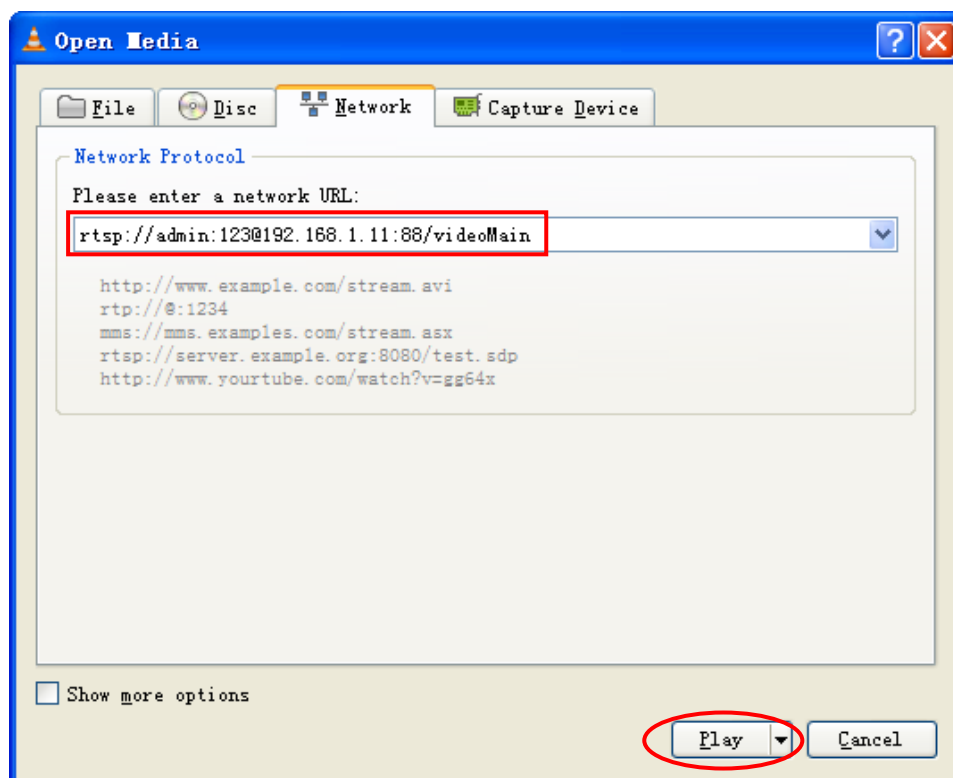 Open Media
File Disc Network Capture Device
Network Protocol
Please enter a network URL:
rtsp://admin:123@192.168.1.11:88/videoMain
http://www.example.com/stream.avi
rtp://@:1234
mms://mms.examples.com/stream.asx
rtsp://server.example.org:8080/test.sdp
http://www.yourtube.com/watch?v=gg64x
Show more options
Play Cancel